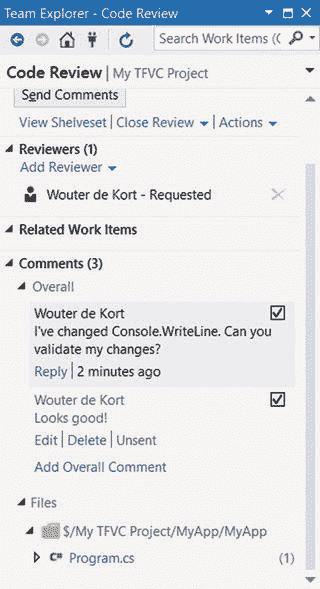 Team Explorer - Code Review
Search Work Items (C
Code Review | My TFVC Project
Send Comments
View Shelveset | Close Review | Actions
Reviewers (1)
Add Reviewer
Wouter de Kort - Requested
Related Work Items
Comments (3)
Overall
Wouter de Kort
I've changed Console.WriteLine. Can you
validate my changes?
Reply | 2 minutes ago
Wouter de Kort
Looks good!
Edit | Delete | Unsent
Add Overall Comment
Files
$/My TFVC Project/MyApp/MyApp
C# Program.cs (1)